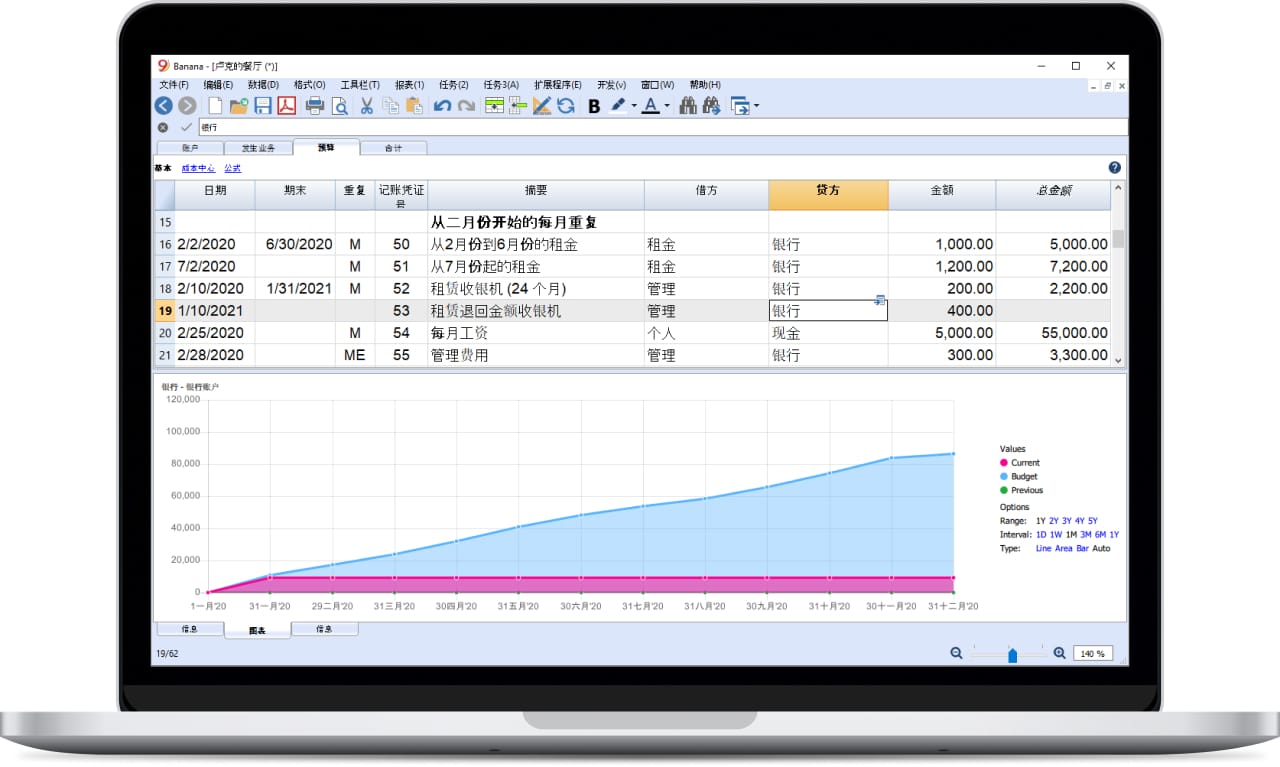 Banana - [卢克的餐厅 (*)]
文件(F) 编辑(E) 数据(D) 格式(O) 工具栏(T) 报表(1) 任务(2) 任务3(A) 扩展程序(E) 开发(v) 窗口(W) 帮助(H)
B A
银行
账户 发生业务 预算 合计
基本 成本中心 公式
日期 期末 重复 记账凭证号 摘要 借方 贷方 金额 总金额
15 从二月份开始的每月重复
16 2/2/2020 6/30/2020 M 50 从2月份到6月份的租金 租金 银行 1,000.00 5,000.00
17 7/2/2020 M 51 从7月份起的租金 租金 银行 1,200.00 7,200.00
18 2/10/2020 1/31/2021 M 52 租赁收银机 (24 个月) 管理 银行 200.00 2,200.00
19 1/10/2021 53 租赁退回金额收银机 管理 银行 400.00
20 2/25/2020 M 54 每月工资 个人 现金 5,000.00 55,000.00
21 2/28/2020 ME 55 管理费用 管理 银行 300.00 3,300.00
银行 - 银行账户
120,000
100,000
80,000
60,000
40,000
20,000
0
1一月'20 31一月'20 29二月'20 31三月'20 30四月'20 31五月'20 30六月'20 31七月'20 31八月'20 30九月'20 31十月'20 30十一月'20 31十二月'20
Values
Current
Budget
Previous
Options
Range: 1Y 2Y 3Y 4Y 5Y
Interval: 1D 1W 1M 3M 6M 1Y
Type: Line Area Bar Auto
信息 图表 信息
19/62 140 %